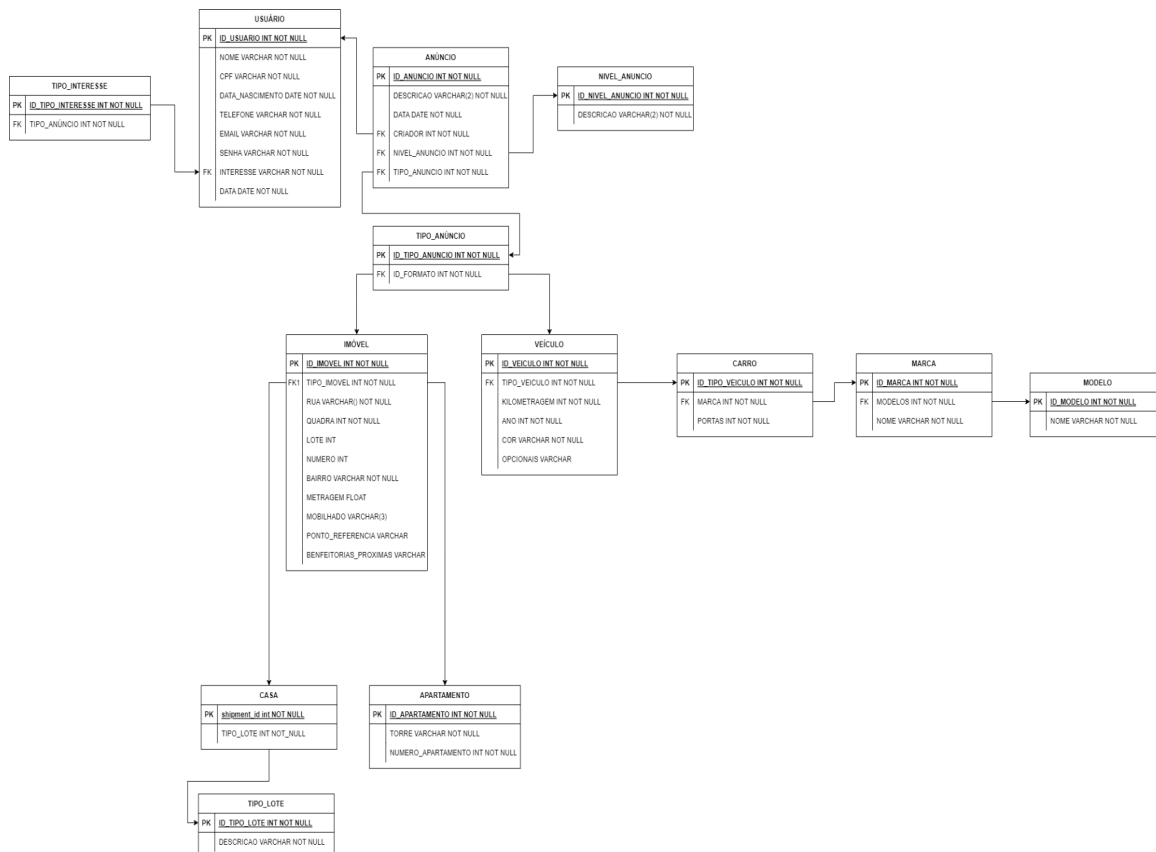 USUÁRIO
PK ID_USUARIO INT NOT NULL
NOME VARCHAR NOT NULL
CPF VARCHAR NOT NULL
DATA_NASCIMENTO DATE NOT NULL
TELEFONE VARCHAR NOT NULL
EMAIL VARCHAR NOT NULL
SENHA VARCHAR NOT NULL
FK INTERESSE VARCHAR NOT NULL
DATA DATE NOT NULL
ANÚNCIO
PK ID_ANUNCIO INT NOT NULL
DESCRICAO VARCHAR(2) NOT NULL
DATA DATE NOT NULL
FK CRIADOR INT NOT NULL
FK NIVEL_ANUNCIO INT NOT NULL
FK TIPO_ANUNCIO INT NOT NULL
NIVEL_ANUNCIO
PK ID_NIVEL_ANUNCIO INT NOT NULL
DESCRICAO VARCHAR(2) NOT NULL
TIPO_INTERESSE
PK ID_TIPO_INTERESSE INT NOT NULL
FK TIPO_ANÚNCIO INT NOT NULL
TIPO_ANÚNCIO
PK ID_TIPO_ANUNCIO INT NOT NULL
FK ID_FORMATO INT NOT NULL
IMÓVEL
PK ID_IMOVEL INT NOT NULL
FK1 TIPO_IMOVEL INT NOT NULL
RUA VARCHAR() NOT NULL
QUADRA INT NOT NULL
LOTE INT
NUMERO INT
BAIRRO VARCHAR NOT NULL
METRAGEM FLOAT
MOBILHADO VARCHAR(3)
PONTO_REFERENCIA VARCHAR
BENFEITORIAS_PROXIMAS VARCHAR
VEÍCULO
PK ID_VEICULO INT NOT NULL
FK TIPO_VEICULO INT NOT NULL
KILOMETRAGEM INT NOT NULL
ANO INT NOT NULL
COR VARCHAR NOT NULL
OPCIONAIS VARCHAR
CARRO
PK ID_TIPO_VEICULO INT NOT NULL
FK MARCA INT NOT NULL
PORTAS INT NOT NULL
MARCA
PK ID_MARCA INT NOT NULL
FK MODELOS INT NOT NULL
NOME VARCHAR NOT NULL
MODELO
PK ID_MODELO INT NOT NULL
NOME VARCHAR NOT NULL
CASA
PK shipment_id int NOT NULL
TIPO_LOTE INT NOT_NULL
APARTAMENTO
PK ID_APARTAMENTO INT NOT NULL
TORRE VARCHAR NOT NULL
NUMERO_APARTAMENTO INT NOT NULL
TIPO_LOTE
PK ID_TIPO_LOTE INT NOT NULL
DESCRICAO VARCHAR NOT NULL